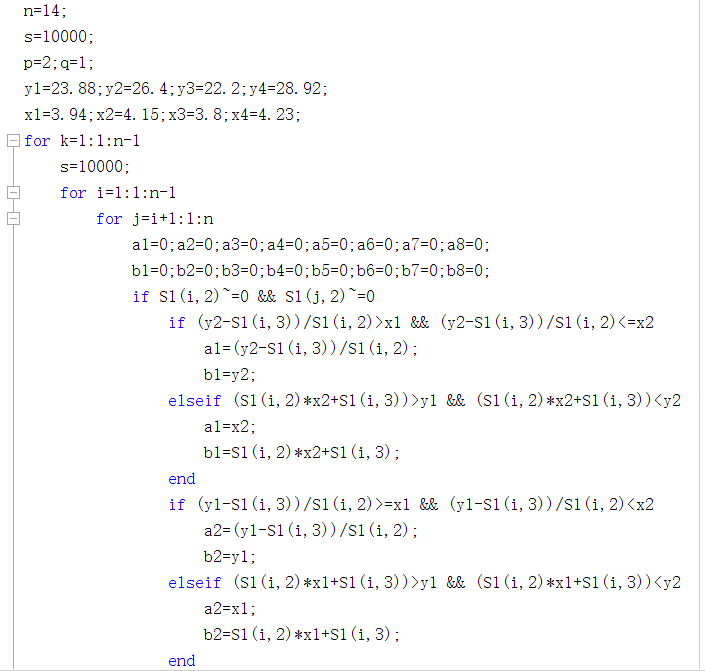 n=14;
s=10000;
p=2;q=1;
y1=23.88;y2=26.4;y3=22.2;y4=28.92;
x1=3.94;x2=4.15;x3=3.8;x4=4.23;
for k=1:1:n-1
    s=10000;
    for i=1:1:n-1
        for j=i+1:1:n
            a1=0;a2=0;a3=0;a4=0;a5=0;a6=0;a7=0;a8=0;
            b1=0;b2=0;b3=0;b4=0;b5=0;b6=0;b7=0;b8=0;
            if S1(i,2)~=0 && S1(j,2)~=0
                if (y2-S1(i,3))/S1(i,2)>x1 && (y2-S1(i,3))/S1(i,2)<=x2
                    a1=(y2-S1(i,3))/S1(i,2);
                    b1=y2;
                elseif (S1(i,2)*x2+S1(i,3))>y1 && (S1(i,2)*x2+S1(i,3))<y2
                    a1=x2;
                    b1=S1(i,2)*x2+S1(i,3);
                end
                if (y1-S1(i,3))/S1(i,2)>=x1 && (y1-S1(i,3))/S1(i,2)<x2
                    a2=(y1-S1(i,3))/S1(i,2);
                    b2=y1;
                elseif (S1(i,2)*x1+S1(i,3))>y1 && (S1(i,2)*x1+S1(i,3))<y2
                    a2=x1;
                    b2=S1(i,2)*x1+S1(i,3);
                end